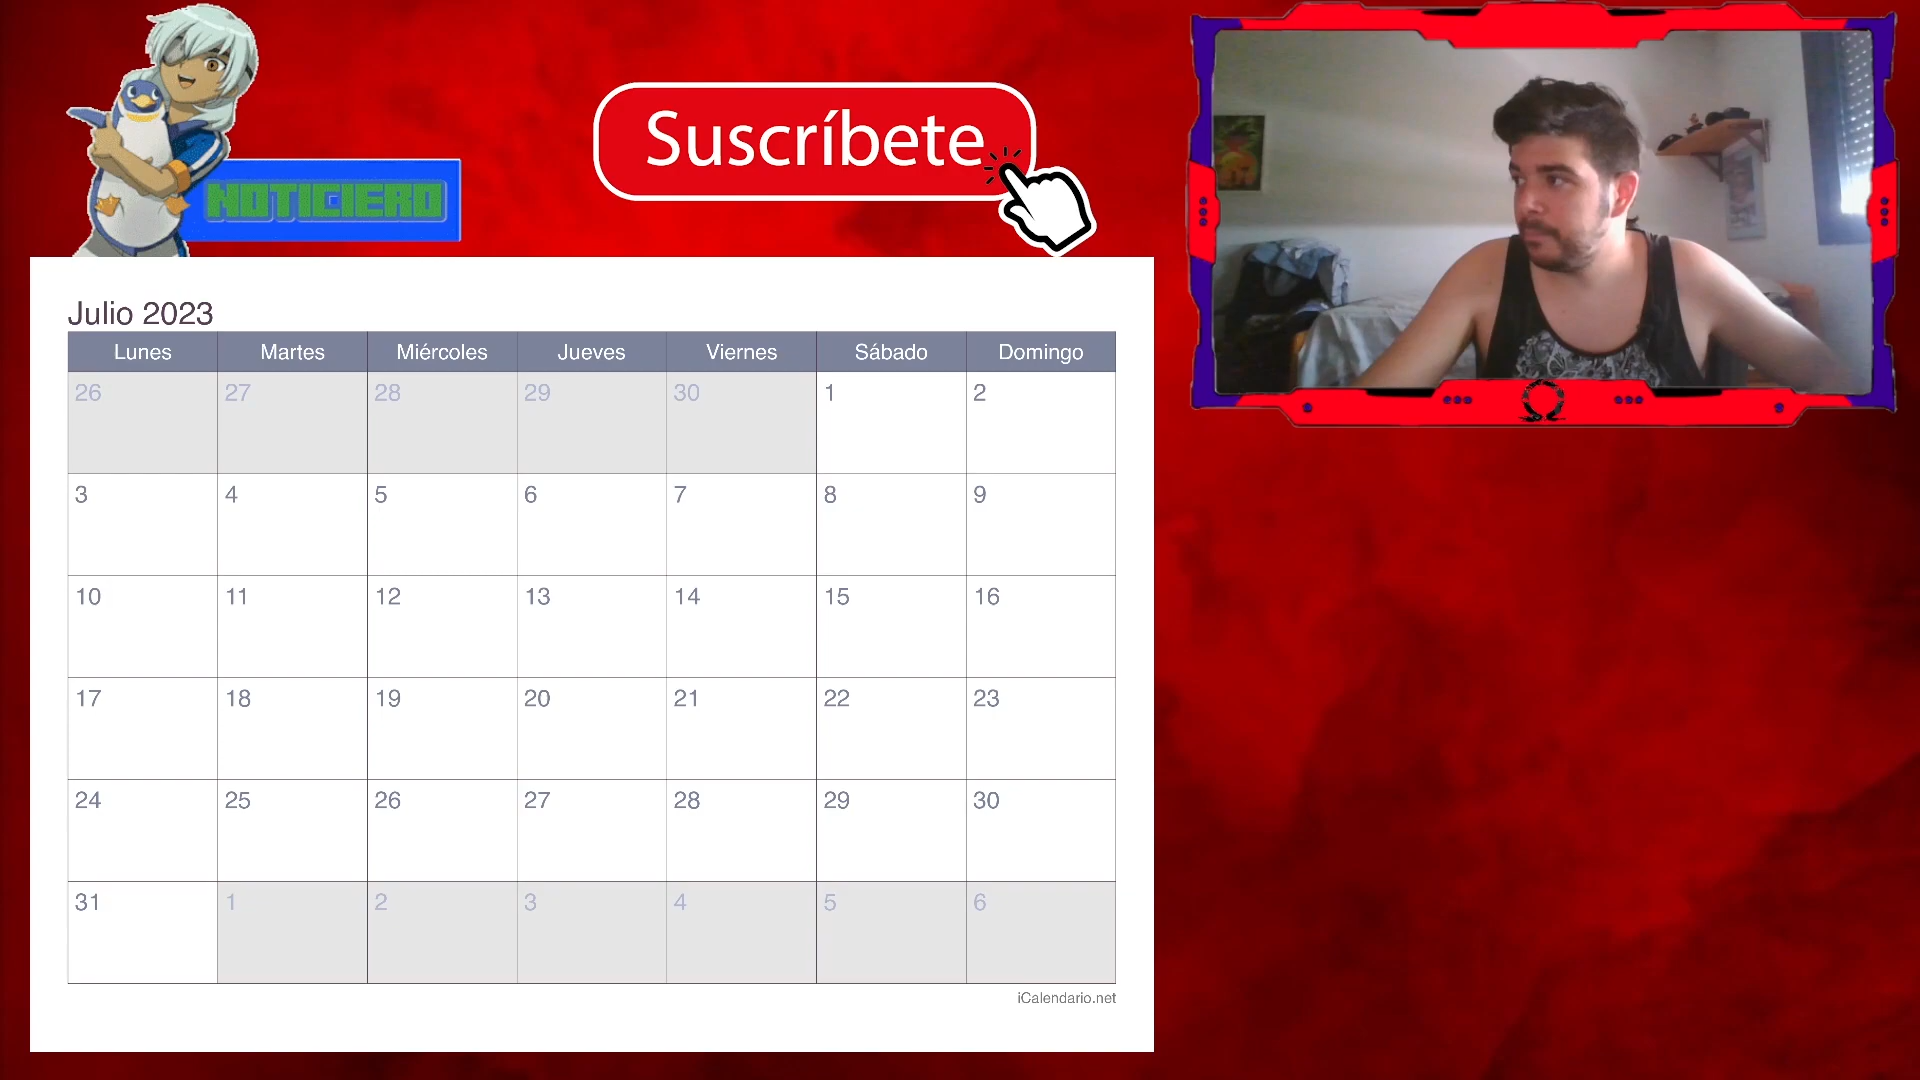 NOTICIERO
Suscríbete
Julio 2023
Lunes Martes Miércoles Jueves Viernes Sábado Domingo
26 27 28 29 30 1 2
3 4 5 6 7 8 9
10 11 12 13 14 15 16
17 18 19 20 21 22 23
24 25 26 27 28 29 30
31 1 2 3 4 5 6
iCalendario.net